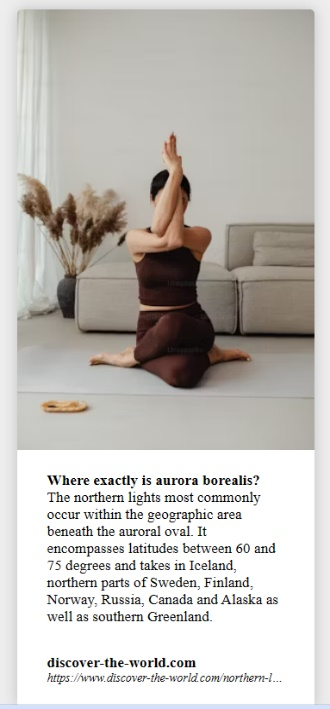 Where exactly is aurora borealis?
The northern lights most commonly
occur within the geographic area
beneath the auroral oval. It
encompasses latitudes between 60 and
75 degrees and takes in Iceland,
northern parts of Sweden, Finland,
Norway, Russia, Canada and Alaska as
well as southern Greenland.
discover-the-world.com
https://www.discover-the-world.com/northern-l...